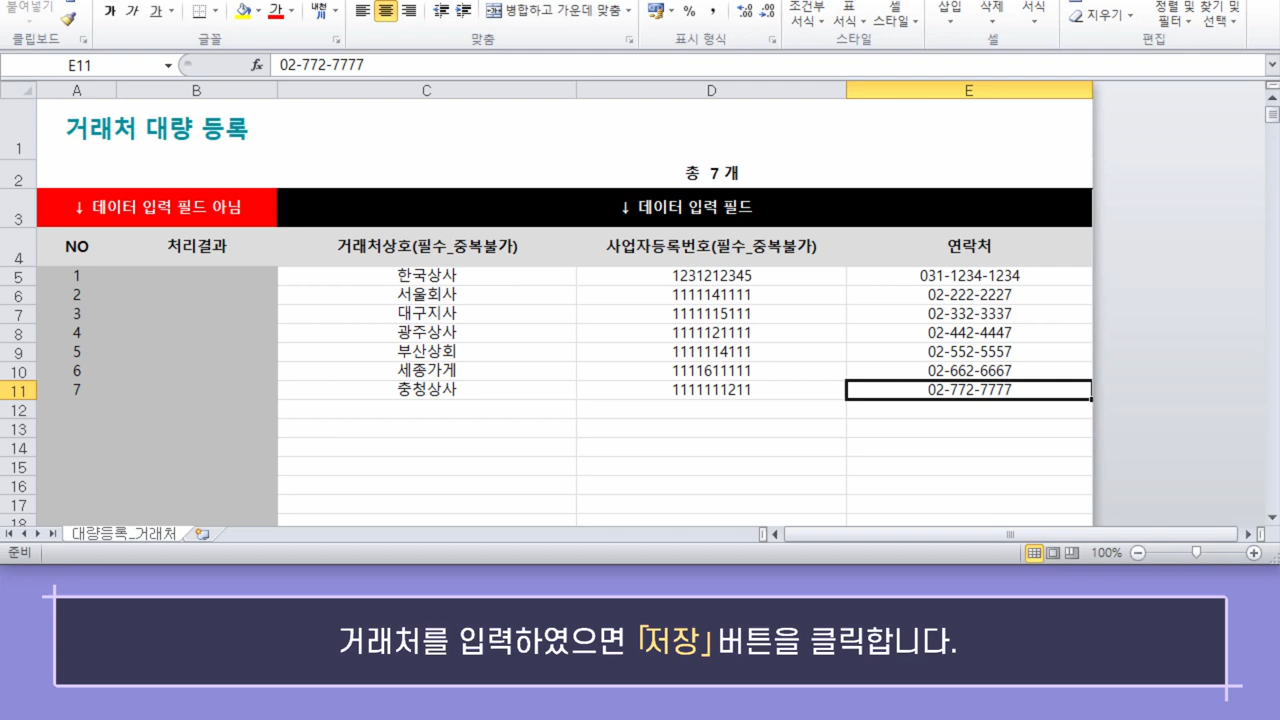 붙여넣기 가 가 가 가 내천 병합하고 가운데 맞춤 % , 조건부 표 셀 삽입 삭제 서식 지우기 정렬 및 찾기 및
서식 서식 스타일 필터 선택
클립보드 글꼴 맞춤 표시 형식 스타일 셀 편집
E11 fx 02-772-7777
A B C D E
1 거래처 대량 등록
2 총 7 개
3 ↓ 데이터 입력 필드 아님 ↓ 데이터 입력 필드
4 NO 처리결과 거래처상호(필수_중복불가) 사업자등록번호(필수_중복불가) 연락처
5 1 한국상사 1231212345 031-1234-1234
6 2 서울회사 1111141111 02-222-2227
7 3 대구지사 1111115111 02-332-3337
8 4 광주상사 1111121111 02-442-4447
9 5 부산상회 1111114111 02-552-5557
10 6 세종가게 1111611111 02-662-6667
11 7 충청상사 1111111211 02-772-7777
12
13
14
15
16
17
18
대량등록_거래처
준비 100%
거래처를 입력하였으면 「저장」 버튼을 클릭합니다.